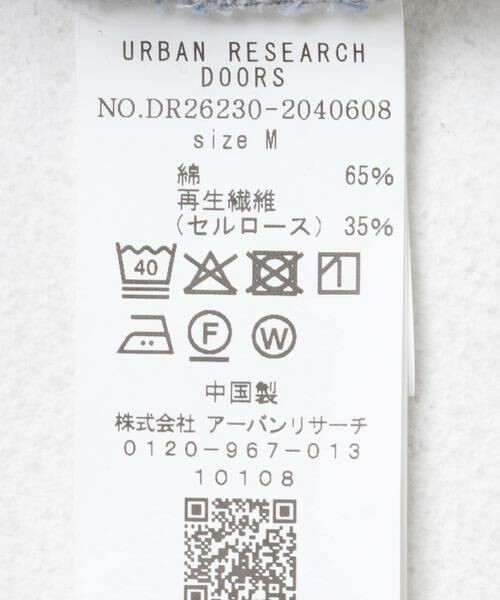 URBAN RESEARCH
DOORS
NO.DR26230-2040608
size M
綿 65%
再生繊維
(セルロース) 35%
40
F W
中国製
株式会社 アーバンリサーチ
0120-967-013
10108